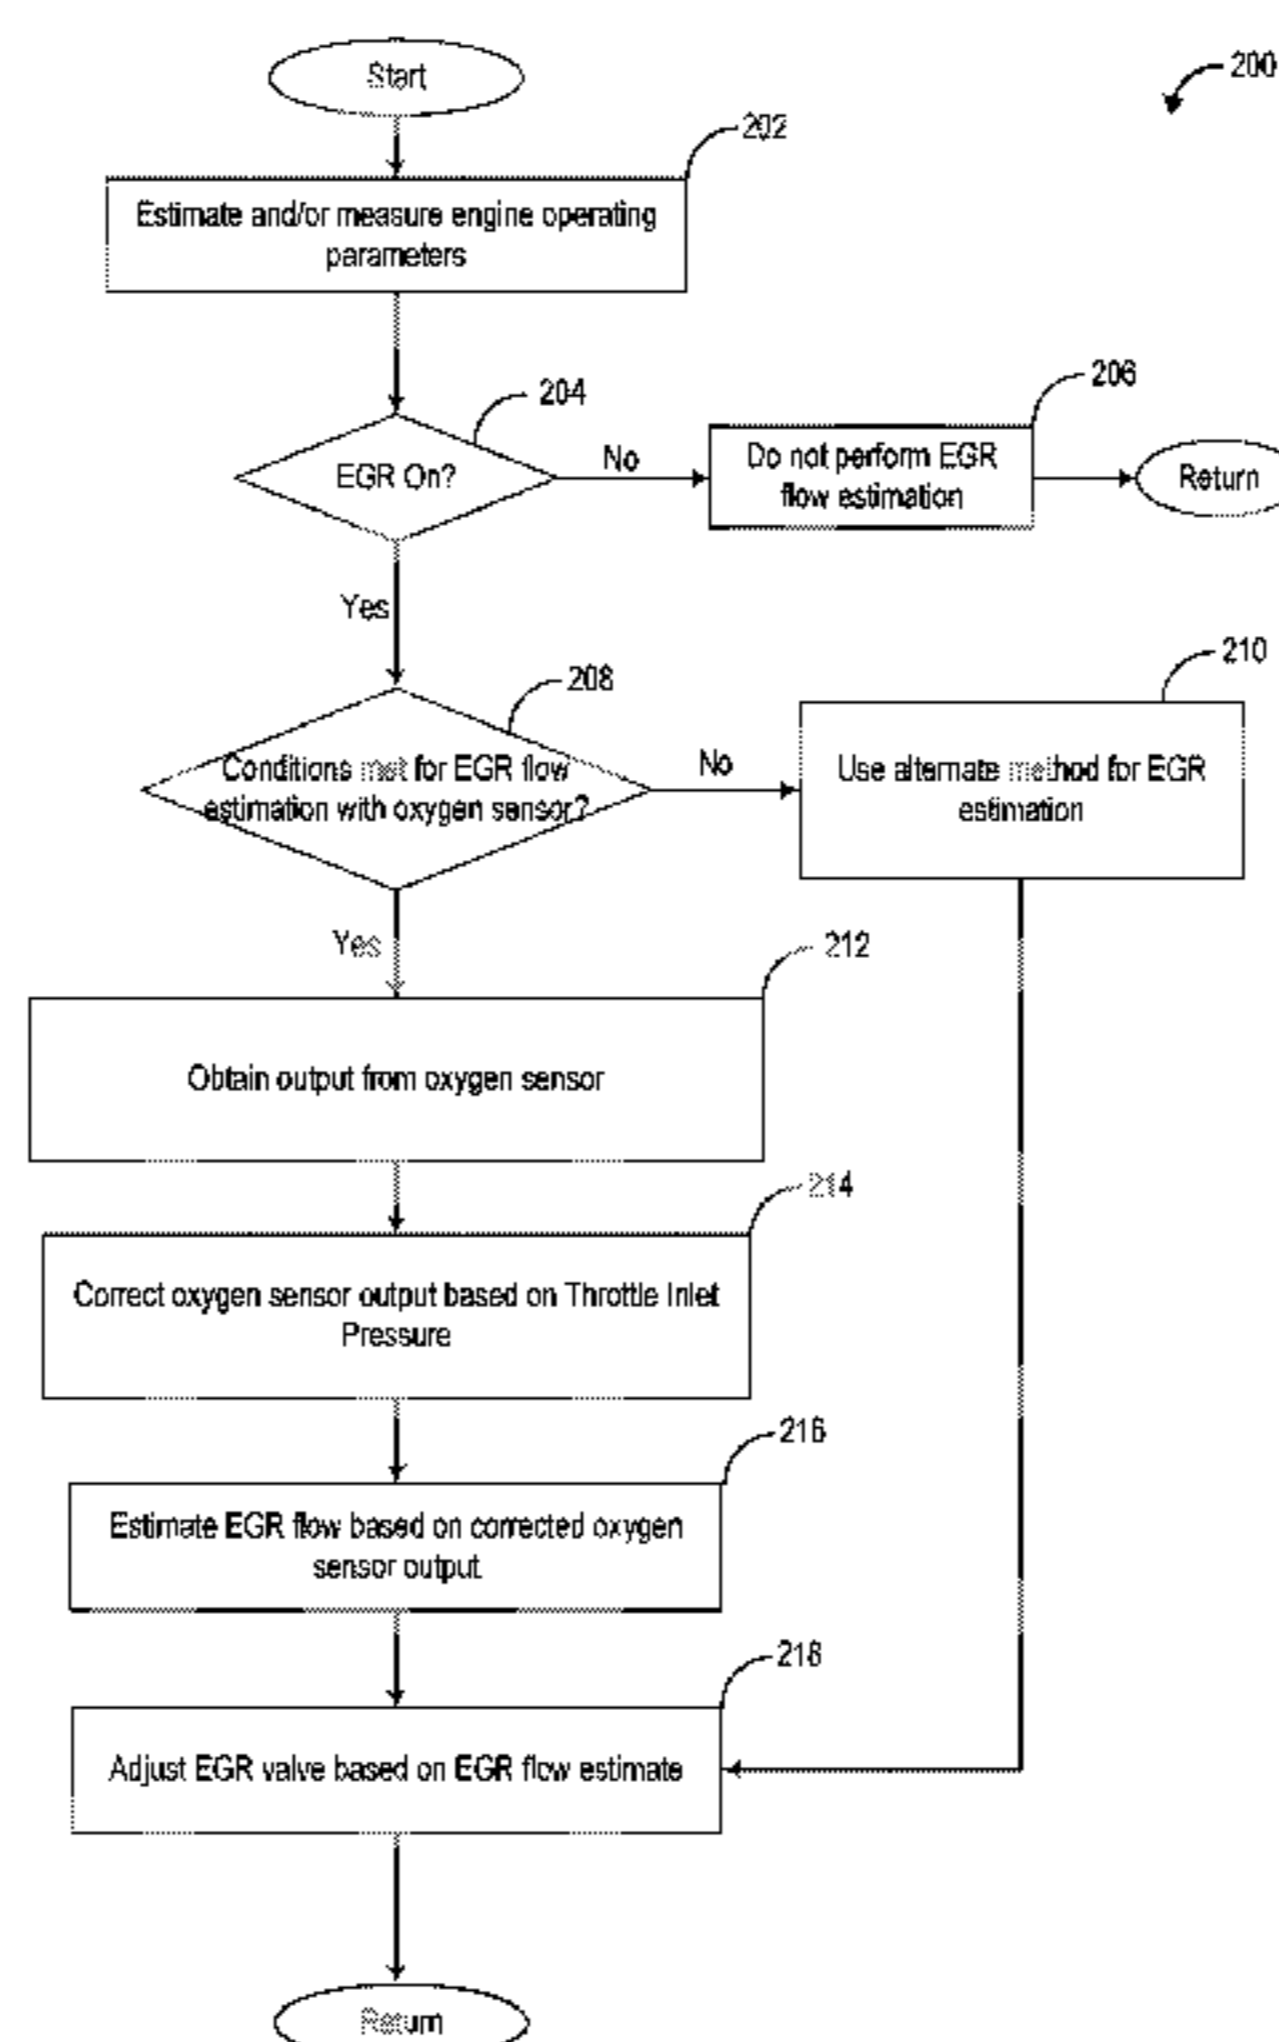 Start
200
202
Estimate and/or measure engine operating
parameters
204
EGR On?
No
206
Do not perform EGR
flow estimation
Return
Yes
208
Conditions met for EGR flow
estimation with oxygen sensor?
No
210
Use alternate method for EGR
estimation
Yes
212
Obtain output from oxygen sensor
214
Correct oxygen sensor output based on Throttle Inlet
Pressure
216
Estimate EGR flow based on corrected oxygen
sensor output
218
Adjust EGR valve based on EGR flow estimate
Return